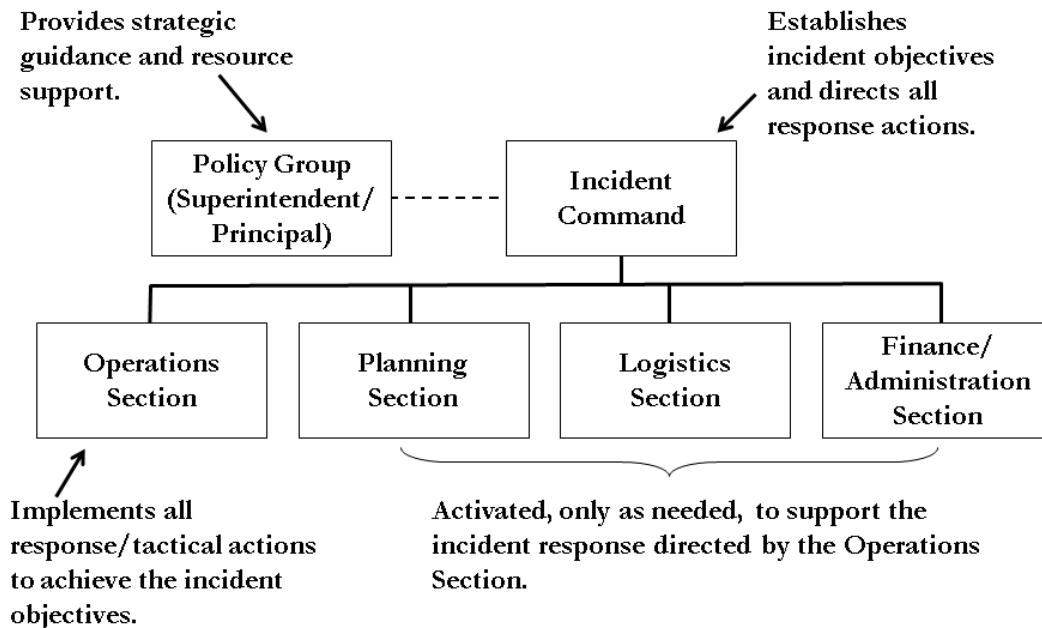 Provides strategic
guidance and resource
support.
Establishes
incident objectives
and directs all
response actions.
Policy Group
(Superintendent/
Principal)
Incident
Command
Operations
Section
Planning
Section
Logistics
Section
Finance/
Administration
Section
Implements all
response/tactical actions
to achieve the incident
objectives.
Activated, only as needed, to support the
incident response directed by the Operations
Section.